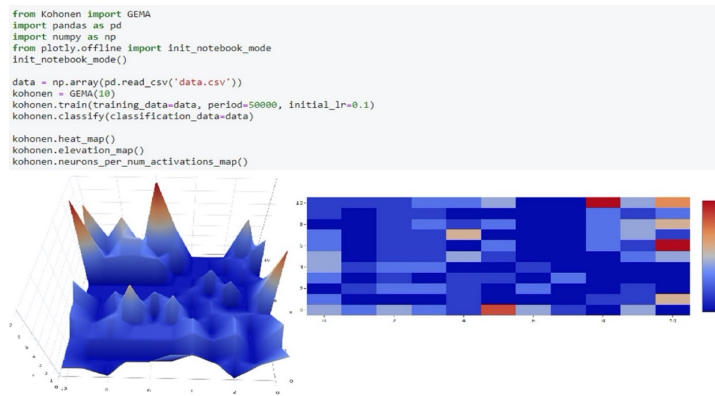 from Kohonen import GEMA
import pandas as pd
import numpy as np
from plotly.offline import init_notebook_mode
init_notebook_mode()
data = np.array(pd.read_csv('data.csv'))
kohonen = GEMA(10)
kohonen.train(training_data=data, period=50000, initial_lr=0.1)
kohonen.classify(classification_data=data)
kohonen.heat_map()
kohonen.elevation_map()
kohonen.neurons_per_num_activations_map()